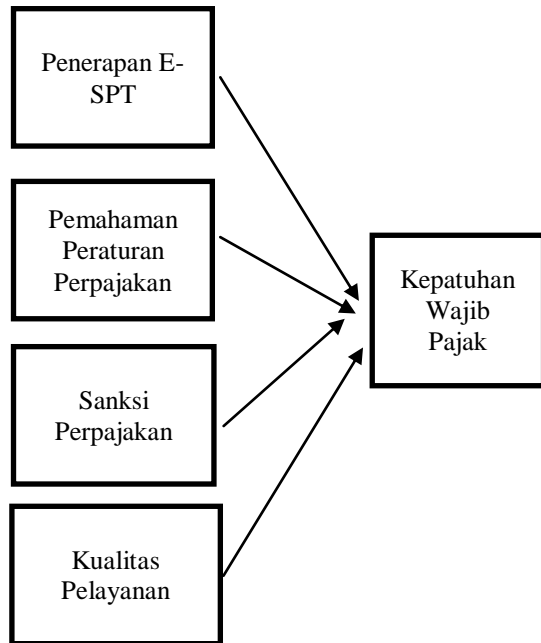 Penerapan E-
SPT
Pemahaman
Peraturan
Perpajakan
Sanksi
Perpajakan
Kualitas
Pelayanan
Kepatuhan
Wajib
Pajak